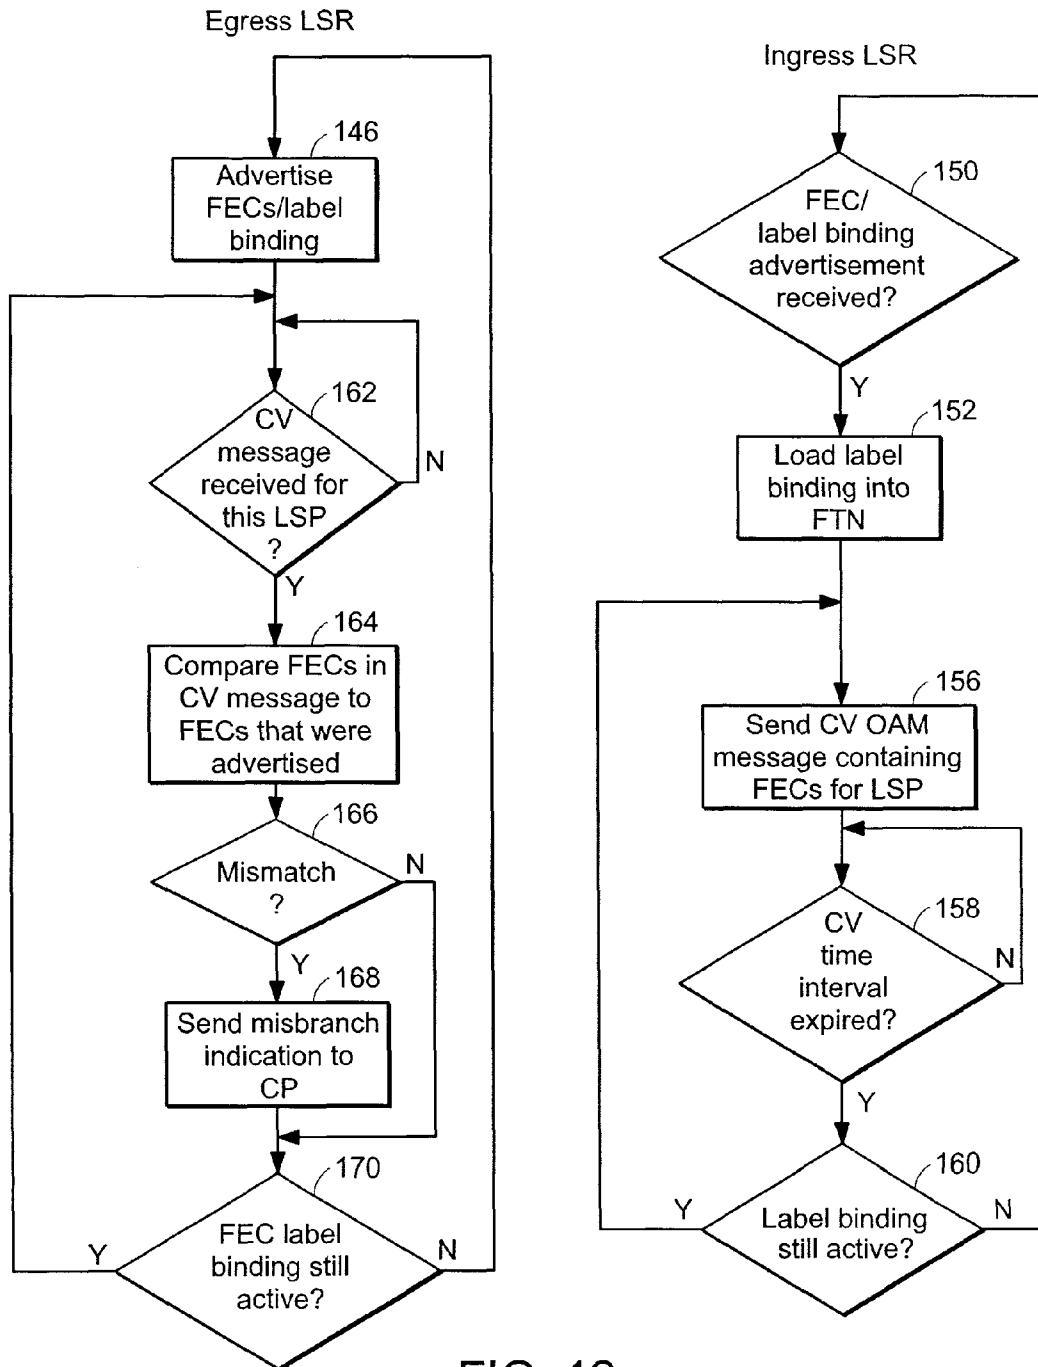 Egress LSR
146
Advertise
FECs/label
binding
162
CV
message
received for
this LSP
?
N
Y
164
Compare FECs in
CV message to
FECs that were
advertised
166
Mismatch
?
N
Y
168
Send misbranch
indication to
CP
170
FEC label
binding still
active?
Y
N
Ingress LSR
150
FEC/
label binding
advertisement
received?
Y
152
Load label
binding into
FTN
156
Send CV OAM
message containing
FECs for LSP
158
CV
time
interval
expired?
N
Y
160
Label binding
still active?
Y
N